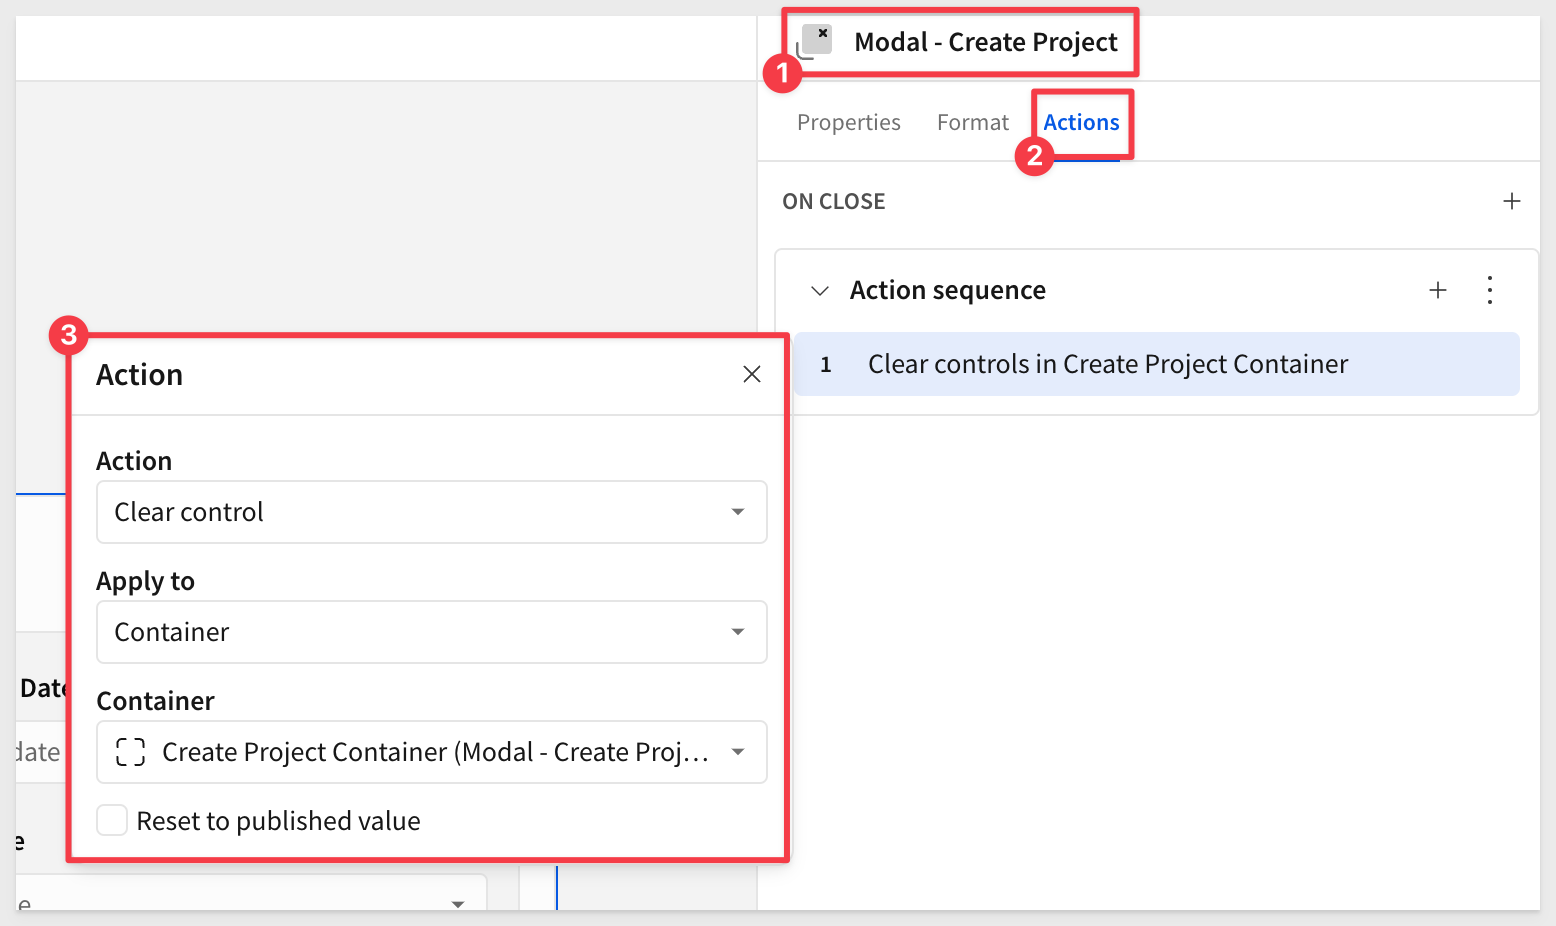 Modal - Create Project
1
Properties Format Actions
2
ON CLOSE
Action sequence
1 Clear controls in Create Project Container
3
Action
Action
Clear control
Apply to
Container
Date
date
Container
Create Project Container (Modal - Create Proj…
Reset to published value
e
e